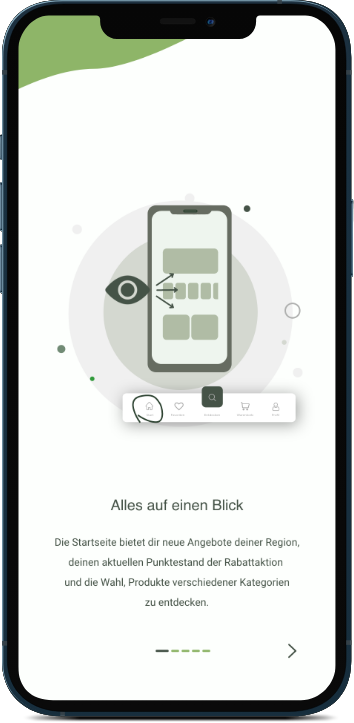 Alles auf einen Blick
Die Startseite bietet dir neue Angebote deiner Region,
deinen aktuellen Punktestand der Rabattaktion
und die Wahl, Produkte verschiedener Kategorien
zu entdecken.